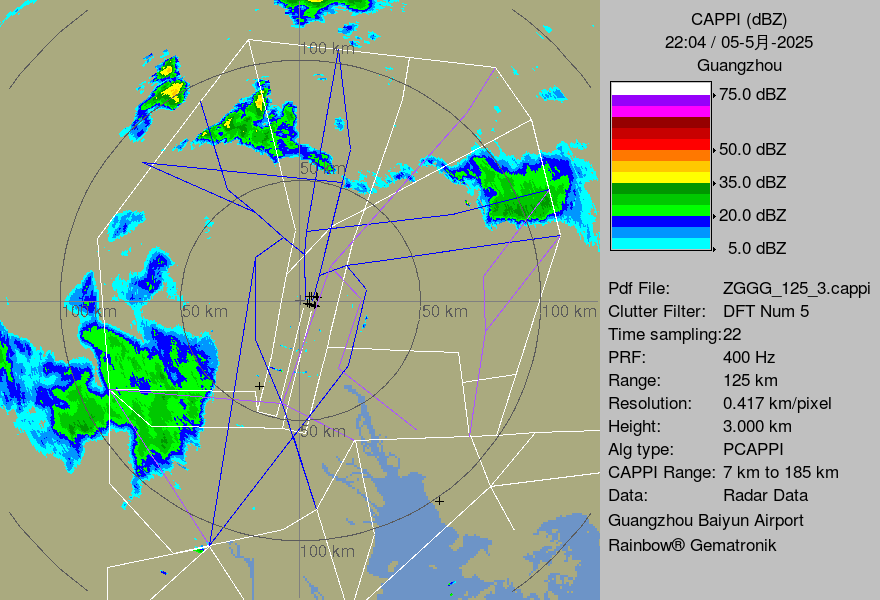 CAPPI (dBZ)
22:04 / 05-5月-2025
Guangzhou
75.0 dBZ
50.0 dBZ
35.0 dBZ
20.0 dBZ
5.0 dBZ
Pdf File: ZGGG_125_3.cappi
Clutter Filter: DFT Num 5
Time sampling:22
PRF: 400 Hz
Range: 125 km
Resolution: 0.417 km/pixel
Height: 3.000 km
Alg type: PCAPPI
CAPPI Range: 7 km to 185 km
Data: Radar Data
Guangzhou Baiyun Airport
Rainbow® Gematronik
100 km
50 km
100 km
50 km
50 km
100 km
50 km
100 km